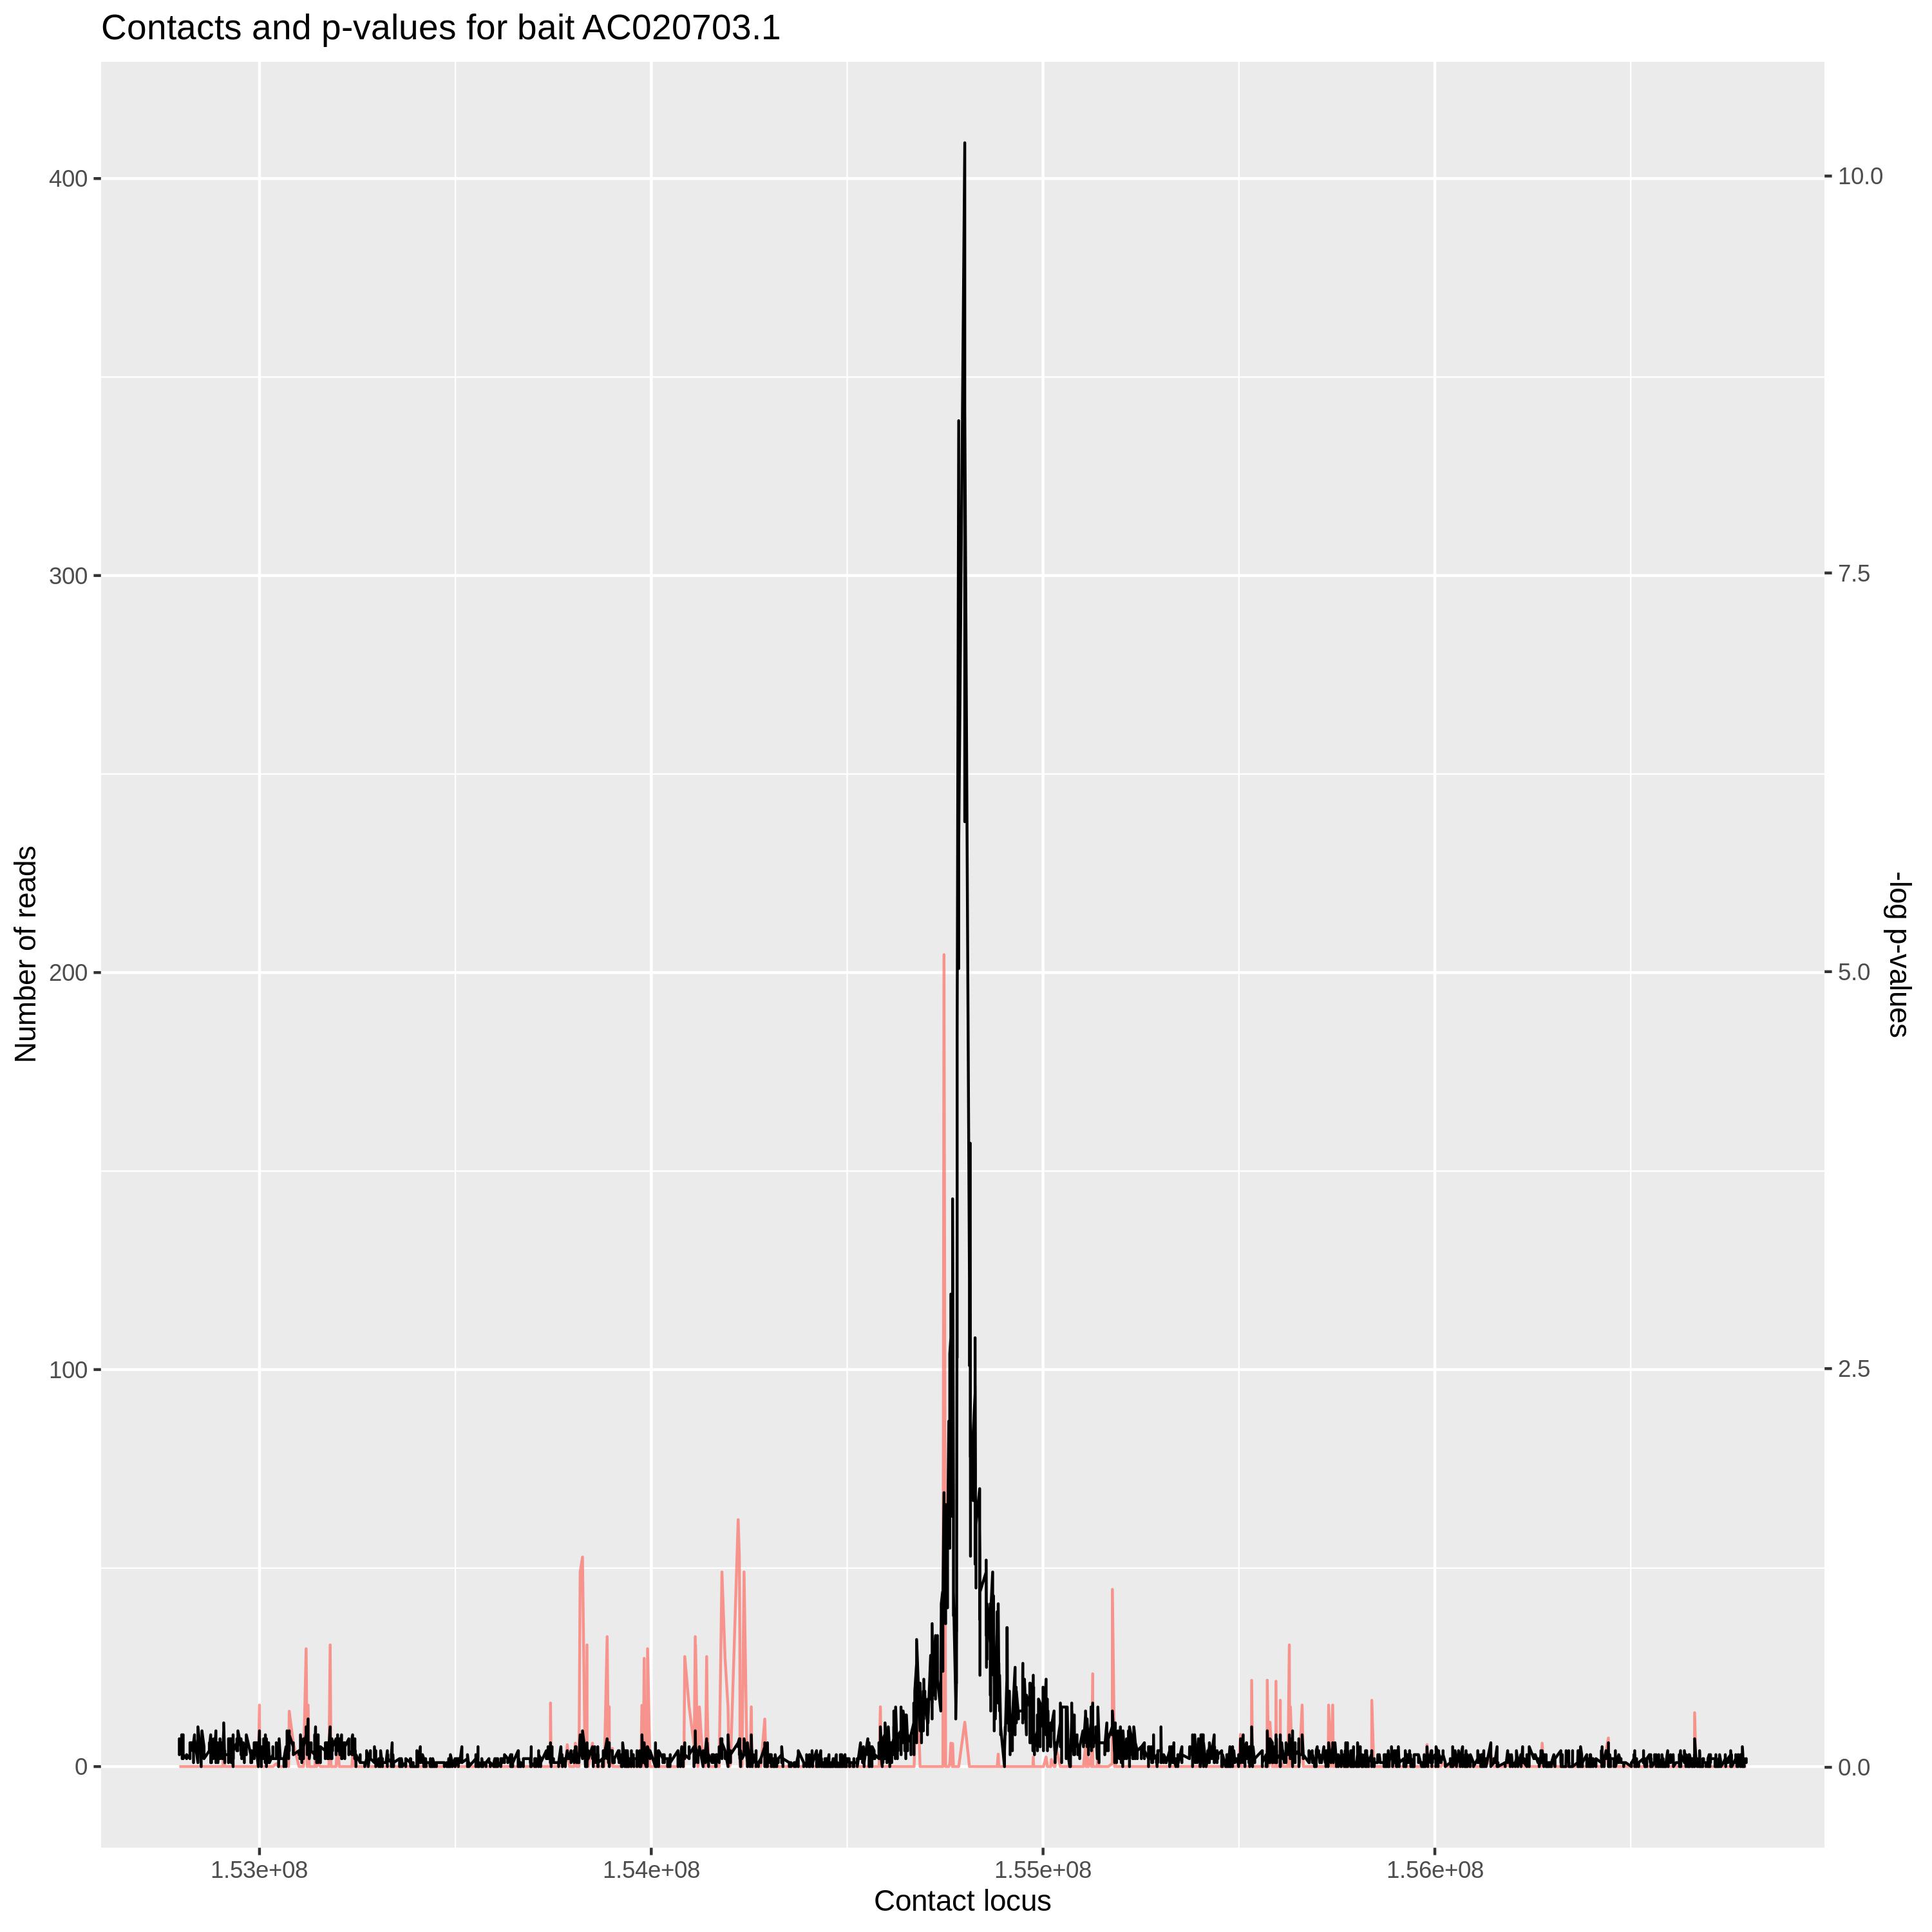 Contacts and p-values for bait AC020703.1
400
300
200
100
0
Number of reads
10.0
7.5
5.0
2.5
0.0
-log p-values
1.53e+08 1.54e+08 1.55e+08 1.56e+08
Contact locus